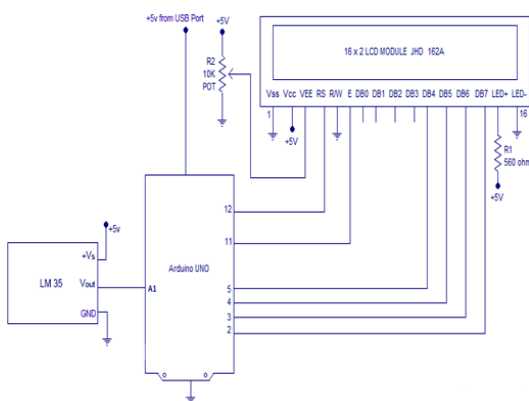 +5v from USB Port
+5V
R2
10K
POT
16 x 2 LCD MODULE JHD 162A
Vss Vcc VEE RS R/W E DB0 DB1 DB2 DB3 DB4 DB5 DB6 DB7 LED+ LED-
1
16
+5V
R1
560 ohm
+5V
12
11
Arduino UNO
+5v
+Vs
LM 35
Vout
A1
GND
5
4
3
2